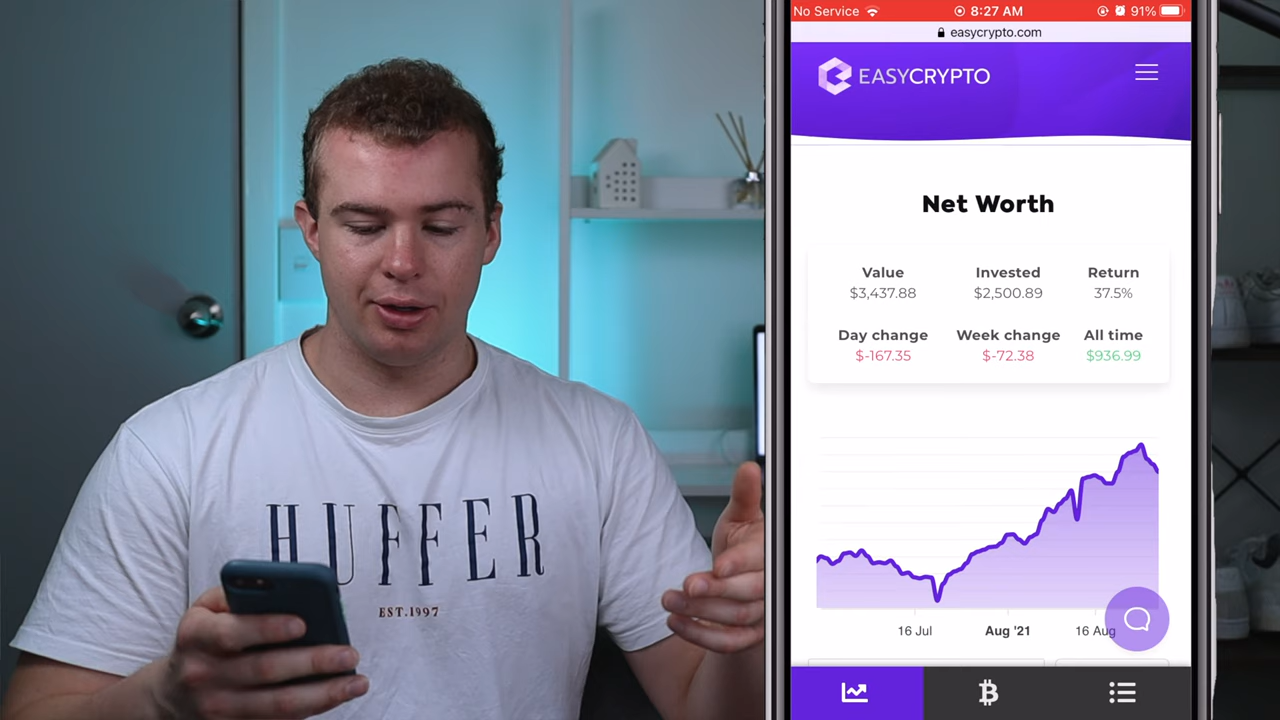 HUFFER
EST.1997
No Service 8:27 AM 91%
easycrypto.com
EASYCRYPTO
Net Worth
Value Invested Return
$3,437.88 $2,500.89 37.5%
Day change Week change All time
$-167.35 $-72.38 $936.99
16 Jul Aug '21 16 Aug